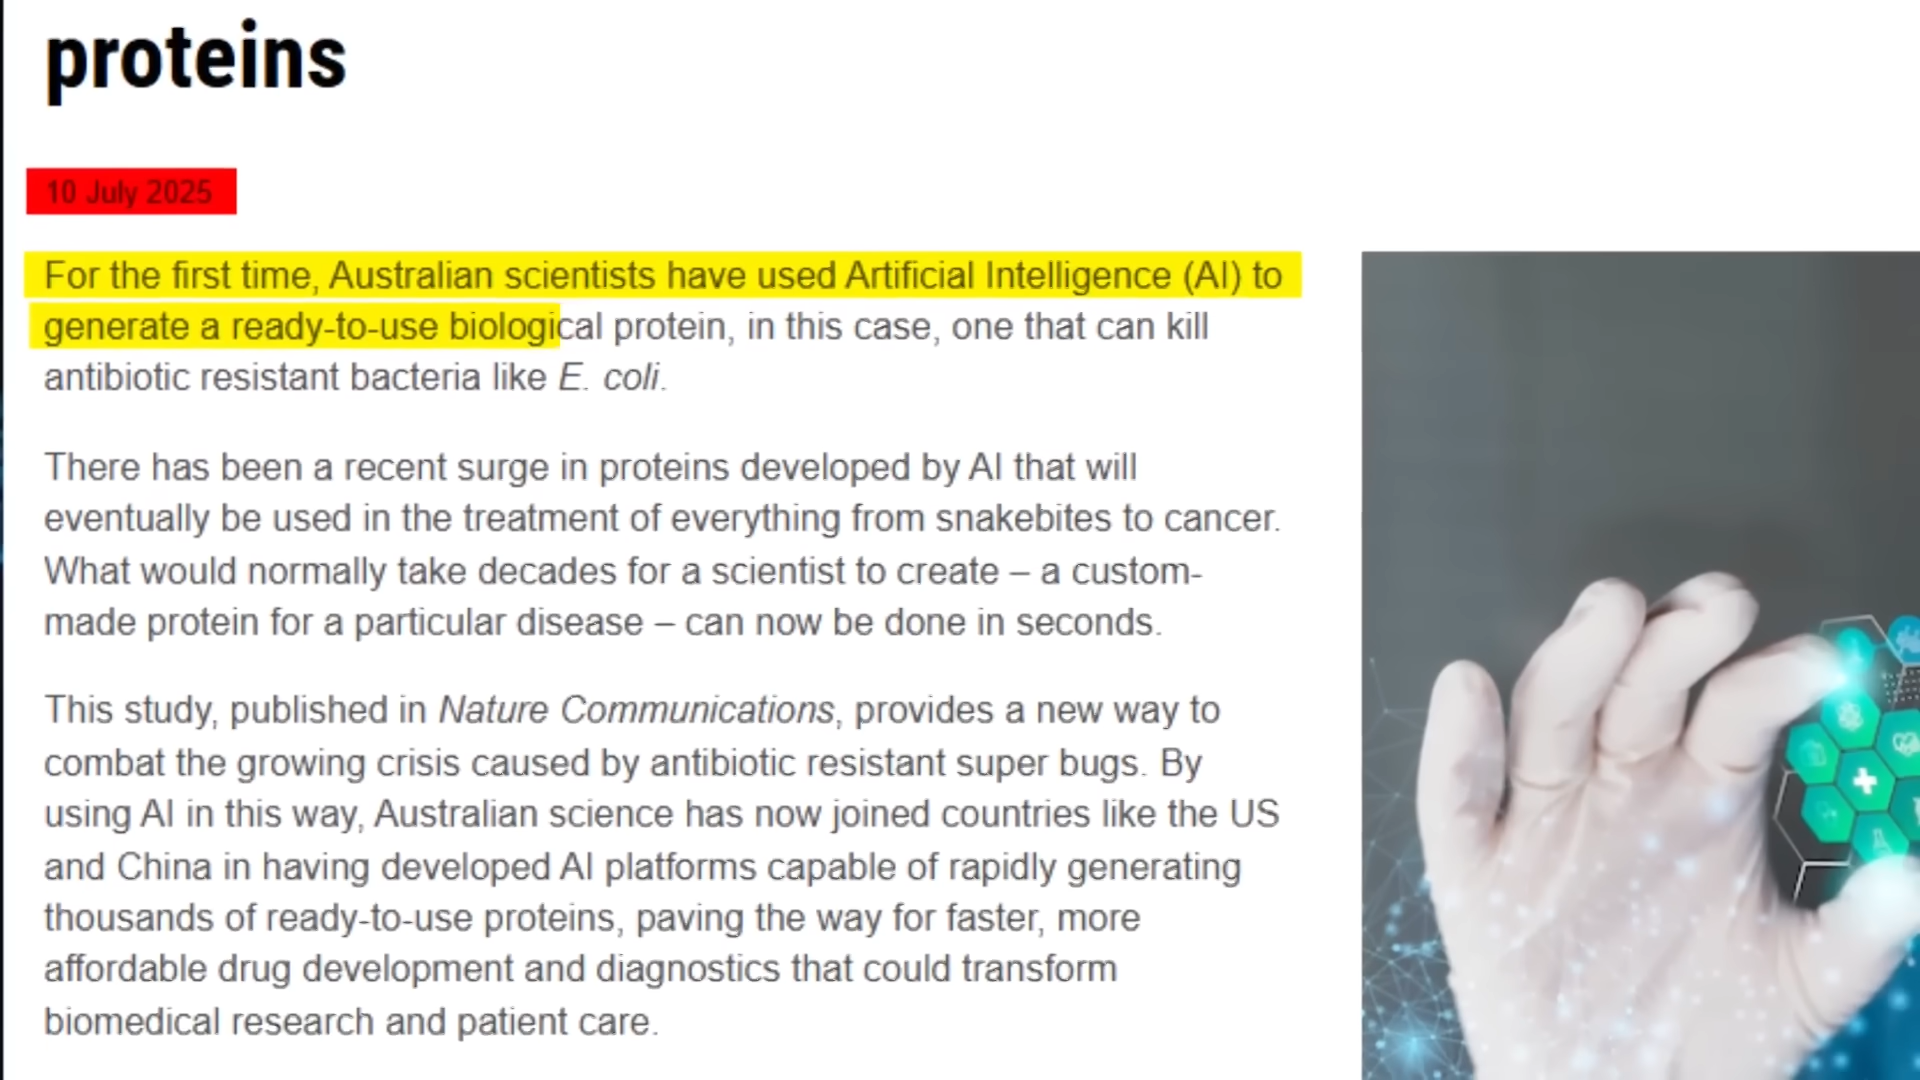 proteins
10 July 2025
For the first time, Australian scientists have used Artificial Intelligence (AI) to
generate a ready-to-use biological protein, in this case, one that can kill
antibiotic resistant bacteria like E. coli.
There has been a recent surge in proteins developed by AI that will
eventually be used in the treatment of everything from snakebites to cancer.
What would normally take decades for a scientist to create – a custom-
made protein for a particular disease – can now be done in seconds.
This study, published in Nature Communications, provides a new way to
combat the growing crisis caused by antibiotic resistant super bugs. By
using AI in this way, Australian science has now joined countries like the US
and China in having developed AI platforms capable of rapidly generating
thousands of ready-to-use proteins, paving the way for faster, more
affordable drug development and diagnostics that could transform
biomedical research and patient care.